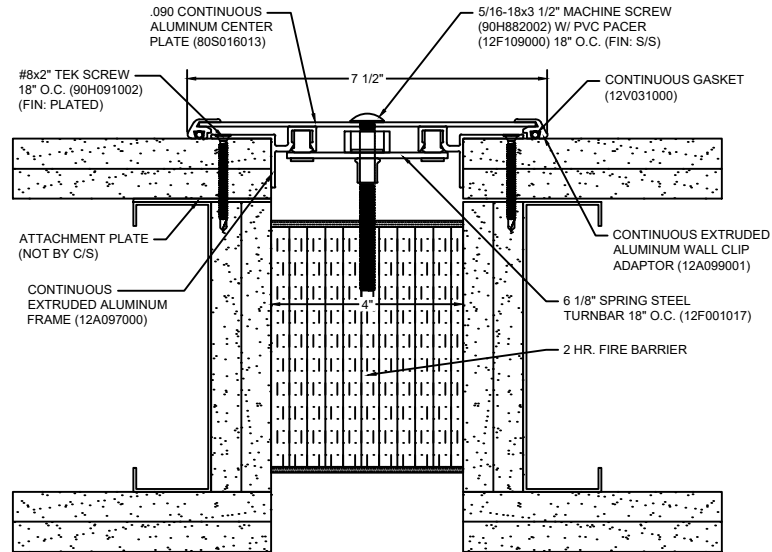 .090 CONTINUOUS
ALUMINUM CENTER
PLATE (80S016013)
5/16-18x3 1/2" MACHINE SCREW
(90H882002) W/ PVC PACER
(12F109000) 18" O.C. (FIN: S/S)
#8x2" TEK SCREW
18" O.C. (90H091002)
(FIN: PLATED)
7 1/2"
CONTINUOUS GASKET
(12V031000)
ATTACHMENT PLATE
(NOT BY C/S)
CONTINUOUS EXTRUDED
ALUMINUM WALL CLIP
ADAPTOR (12A099001)
CONTINUOUS
EXTRUDED ALUMINUM
FRAME (12A097000)
4"
6 1/8" SPRING STEEL
TURNBAR 18" O.C. (12F001017)
2 HR. FIRE BARRIER